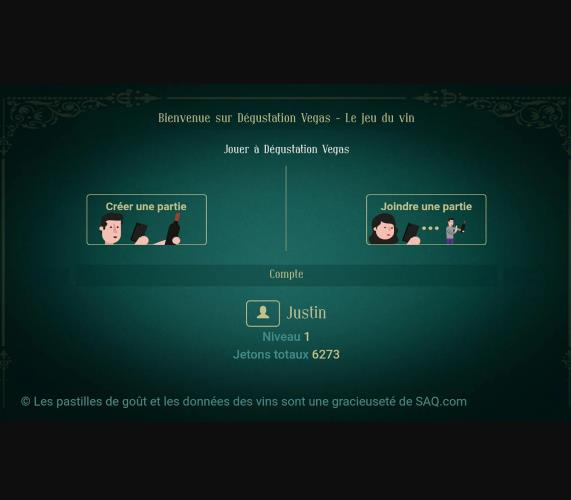 Bienvenue sur Dégustation Vegas - Le jeu du vin
Jouer à Dégustation Vegas
Créer une partie
Joindre une partie
Compte
Justin
Niveau 1
Jetons totaux 6273
© Les pastilles de goût et les données des vins sont une gracieuseté de SAQ.com